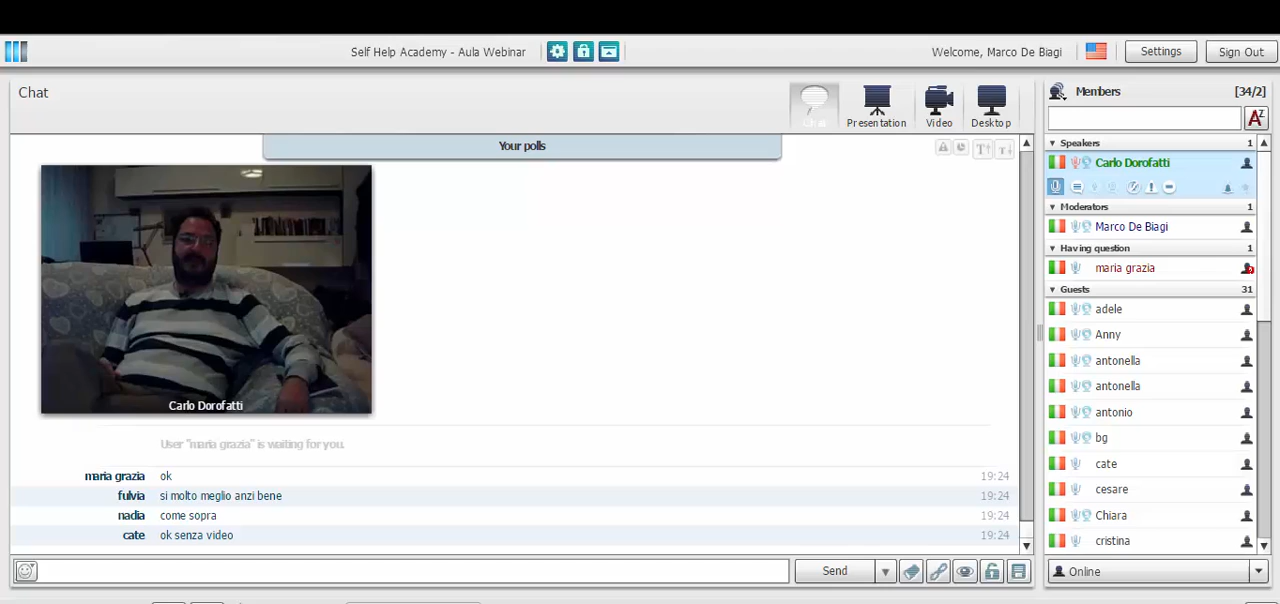 Self Help Academy - Aula Webinar
Welcome, Marco De Biagi
Settings
Sign Out
Chat
Chat
Presentation
Video
Desktop
Your polls
Carlo Dorofatti
User "maria grazia" is waiting for you.
maria grazia ok 19:24
fulvia si molto meglio anzi bene 19:24
nadia come sopra 19:24
cate ok senza video 19:24
Send
Members [34/2]
Speakers 1
Carlo Dorofatti
Moderators 1
Marco De Biagi
Having question 1
maria grazia
Guests 31
adele
Anny
antonella
antonella
antonio
bg
cate
cesare
Chiara
cristina
Online